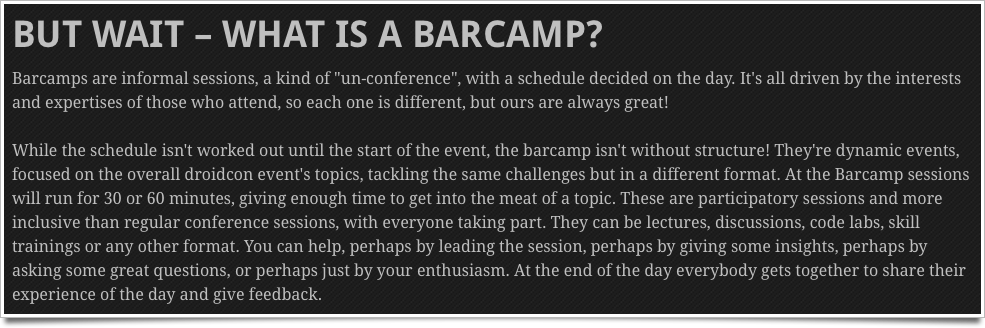 BUT WAIT – WHAT IS A BARCAMP?
Barcamps are informal sessions, a kind of "un-conference", with a schedule decided on the day. It's all driven by the interests
and expertises of those who attend, so each one is different, but ours are always great!
While the schedule isn't worked out until the start of the event, the barcamp isn't without structure! They're dynamic events,
focused on the overall droidcon event's topics, tackling the same challenges but in a different format. At the Barcamp sessions
will run for 30 or 60 minutes, giving enough time to get into the meat of a topic. These are participatory sessions and more
inclusive than regular conference sessions, with everyone taking part. They can be lectures, discussions, code labs, skill
trainings or any other format. You can help, perhaps by leading the session, perhaps by giving some insights, perhaps by
asking some great questions, or perhaps just by your enthusiasm. At the end of the day everybody gets together to share their
experience of the day and give feedback.